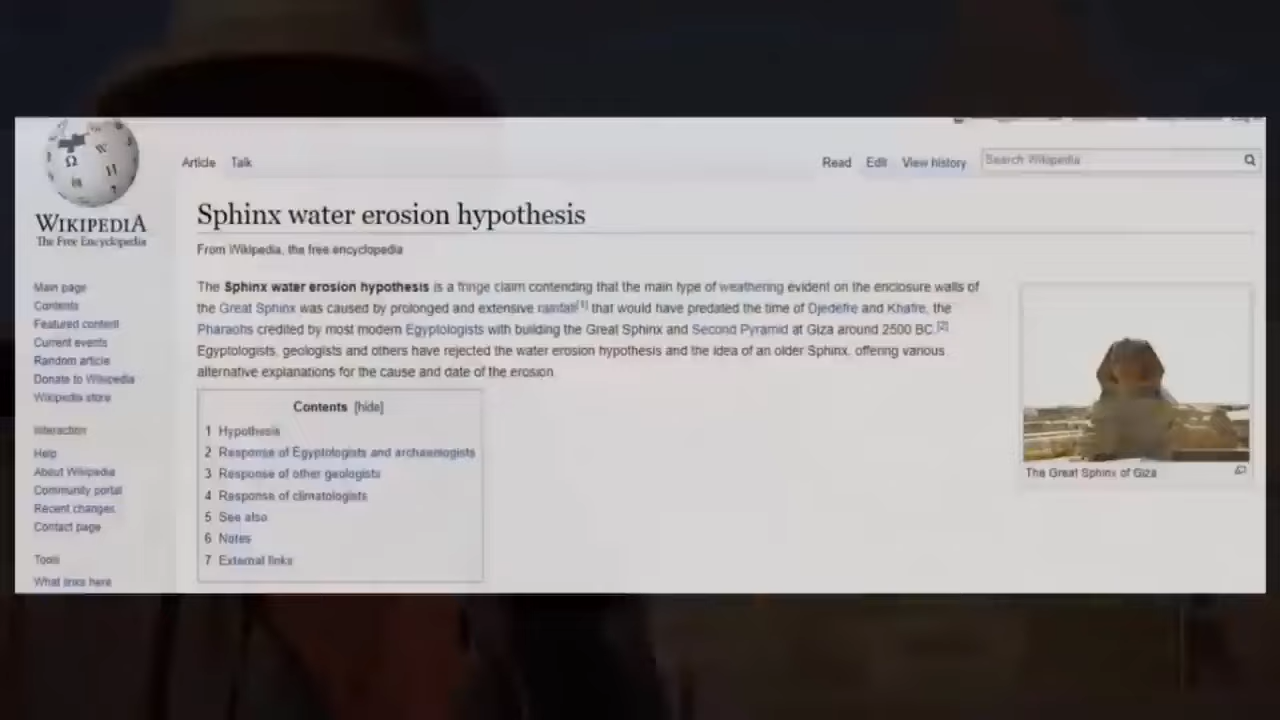 Article Talk
Read Edit View history Search Wikipedia
WIKIPEDIA
The Free Encyclopedia
Sphinx water erosion hypothesis
From Wikipedia, the free encyclopedia
The Sphinx water erosion hypothesis is a fringe claim contending that the main type of weathering evident on the enclosure walls of
the Great Sphinx was caused by prolonged and extensive rainfall[1] that would have predated the time of Djedefre and Khafre, the
Pharaohs credited by most modern Egyptologists with building the Great Sphinx and Second Pyramid at Giza around 2500 BC.[2]
Egyptologists, geologists and others have rejected the water erosion hypothesis and the idea of an older Sphinx, offering various
alternative explanations for the cause and date of the erosion.
Main page
Contents
Featured content
Current events
Random article
Donate to Wikipedia
Wikipedia store
Interaction
Help
About Wikipedia
Community portal
Recent changes
Contact page
Tools
What links here
Contents [hide]
1 Hypothesis
2 Response of Egyptologists and archaeologists
3 Response of other geologists
4 Response of climatologists
5 See also
6 Notes
7 External links
The Great Sphinx of Giza